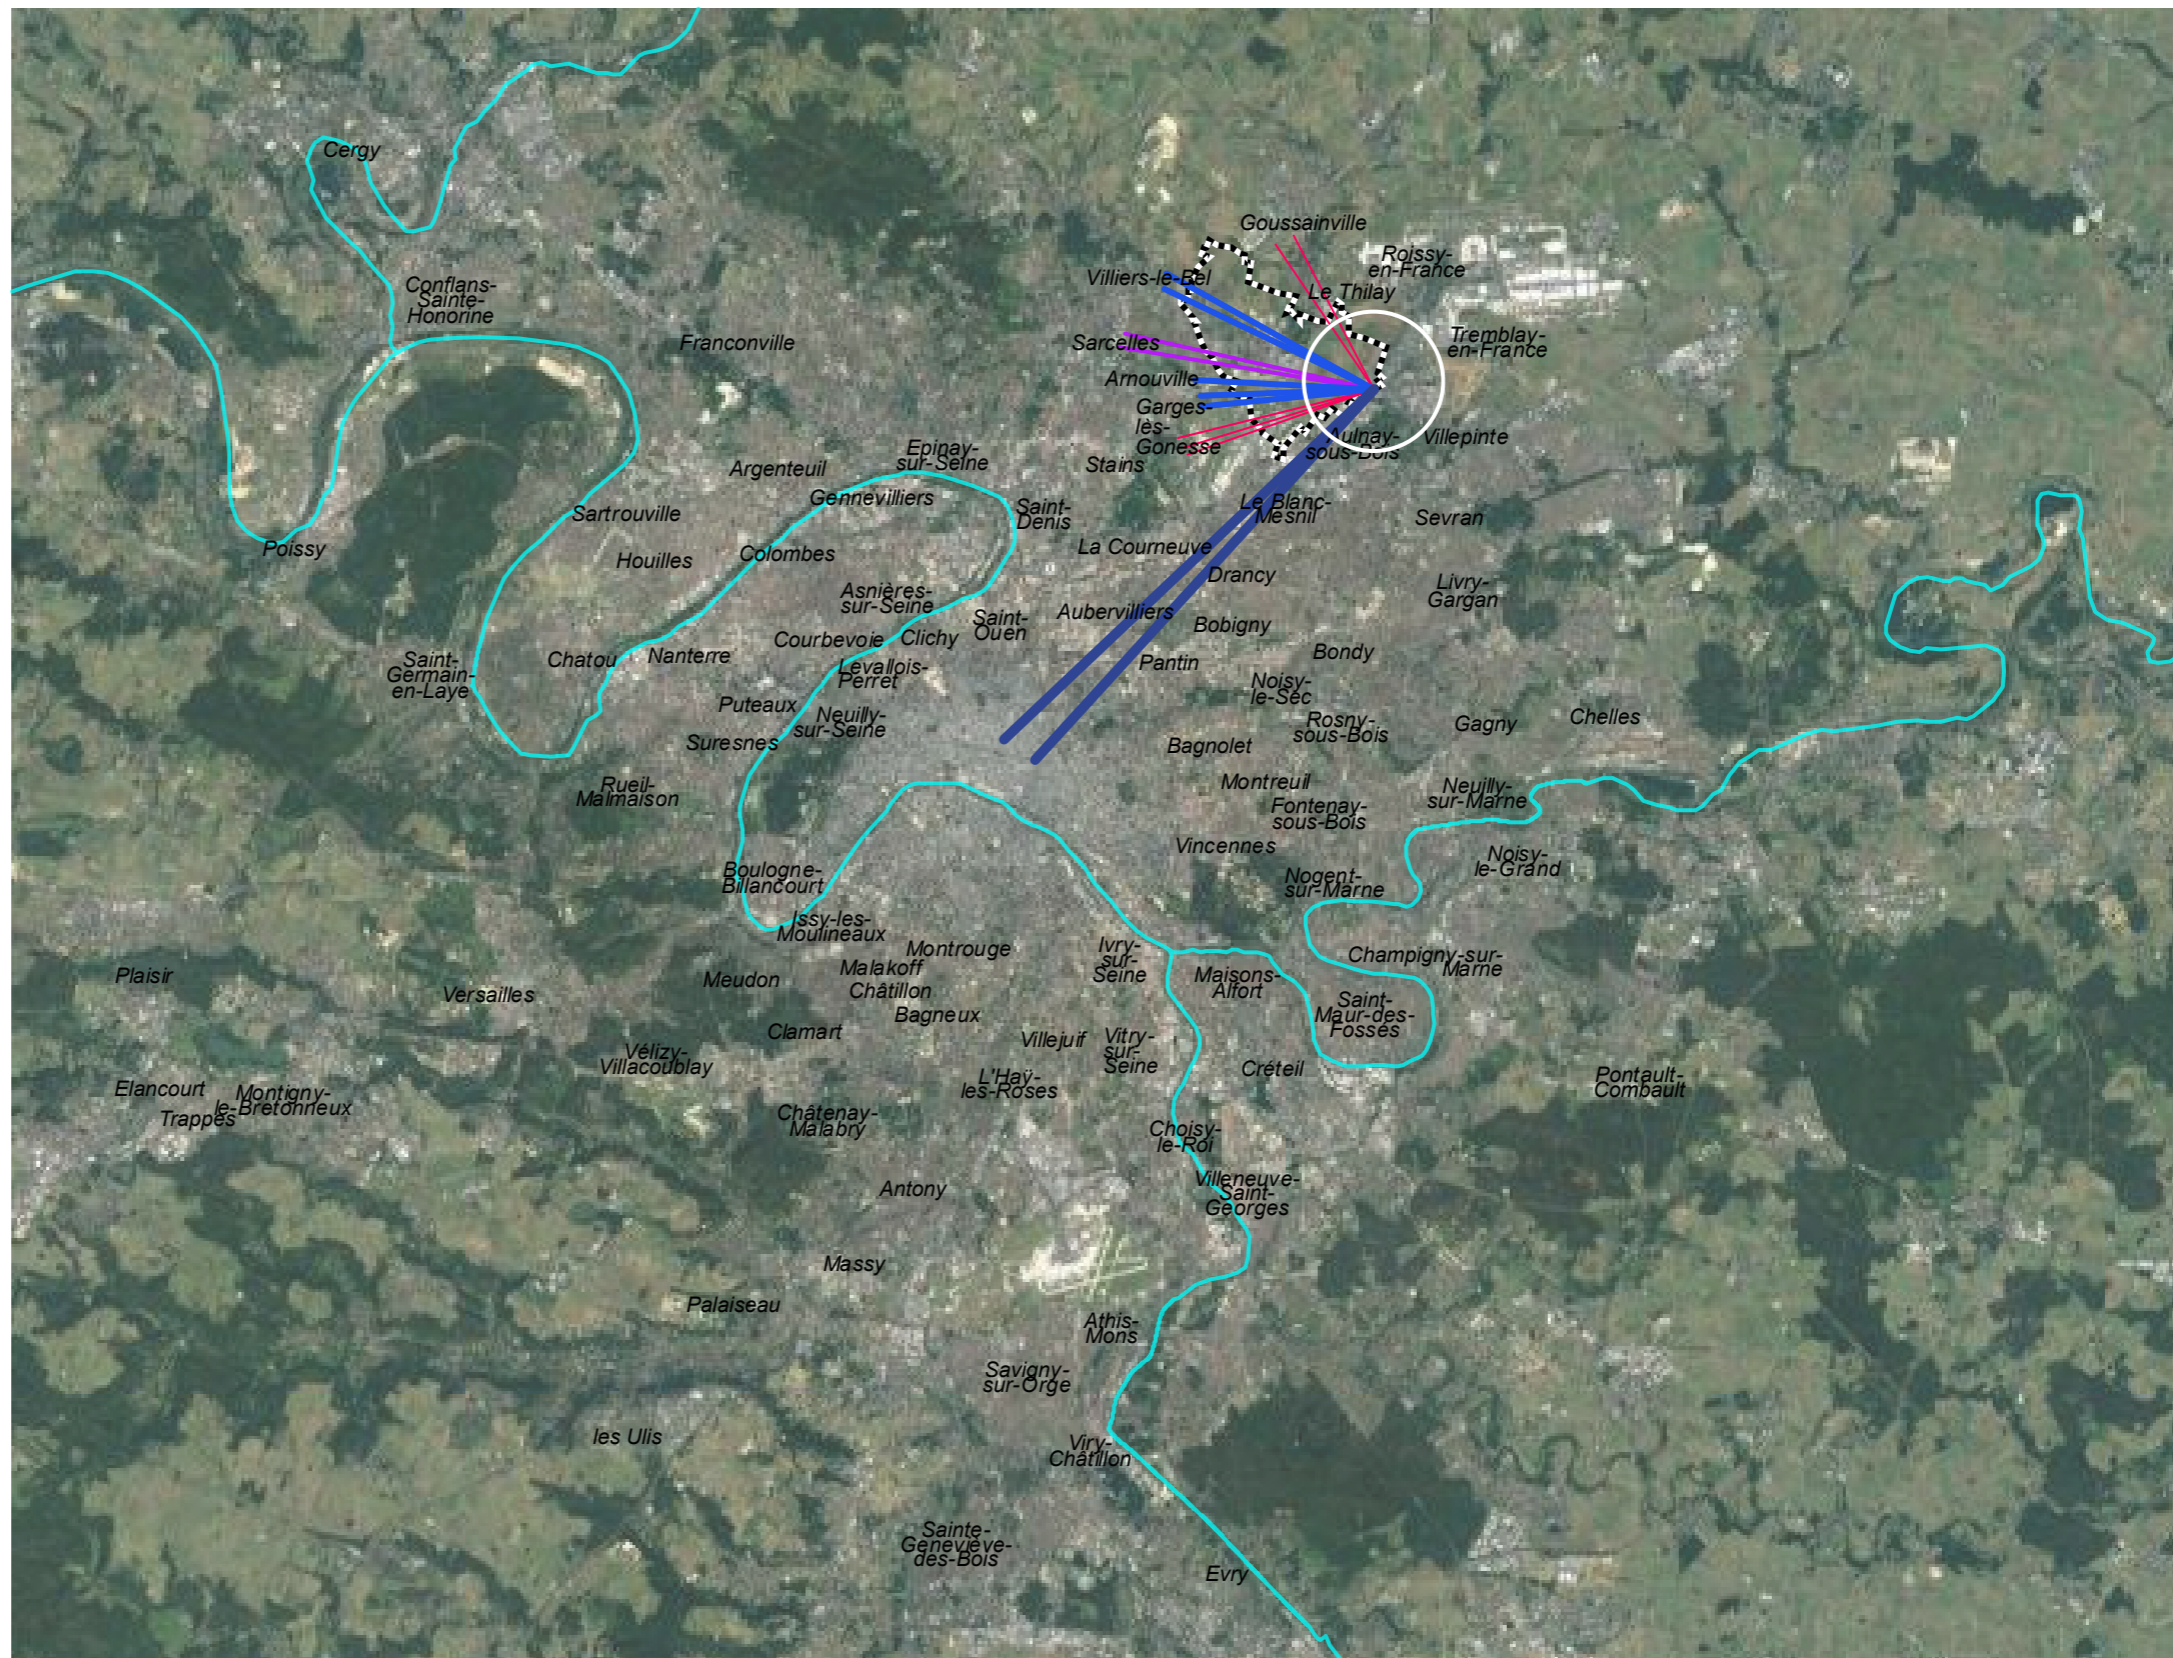 Cergy
Goussainville
Roissy-
en-France
Villiers-le-Bel
Le Thilay
Conflans-
Sainte-
Honorine
Franconville
Sarcelles
Tremblay-
en-France
Arnouville
Garges-
lès-
Gonesse
Aulnay-
sous-Bois
Villepinte
Epinay-
sur-Seine
Argenteuil
Stains
Gennevilliers
Saint-
Denis
Le Blanc-
Mesnil
Sevran
Sartrouville
Poissy
Houilles
Colombes
La Courneuve
Drancy
Asnières-
sur-Seine
Livry-
Gargan
Saint-
Ouen
Aubervilliers
Bobigny
Courbevoie
Clichy
Saint-
Germain-
en-Laye
Chatou
Nanterre
Levallois-
Perret
Pantin
Bondy
Noisy-
le-Sec
Puteaux
Neuilly-
sur-Seine
Rosny-
sous-Bois
Gagny
Chelles
Suresnes
Bagnolet
Rueil-
Malmaison
Montreuil
Neuilly-
sur-Marne
Fontenay-
sous-Bois
Vincennes
Noisy-
le-Grand
Boulogne-
Billancourt
Nogent-
sur-Marne
Issy-les-
Moulineaux
Montrouge
Ivry-
sur-
Seine
Champigny-sur-
Marne
Plaisir
Versailles
Meudon
Malakoff
Châtillon
Maisons-
Alfort
Bagneux
Saint-
Maur-des-
Fossés
Clamart
Villejuif
Vitry-
sur-
Seine
Vélizy-
Villacoublay
L'Haÿ-
les-Roses
Créteil
Pontault-
Combault
Elancourt
Montigny-
le-Bretonneux
Trappes
Châtenay-
Malabry
Choisy-
le-Roi
Antony
Villeneuve-
Saint-
Georges
Massy
Palaiseau
Athis-
Mons
Savigny-
sur-Orge
les Ulis
Viry-
Châtillon
Sainte-
Geneviève-
des-Bois
Evry